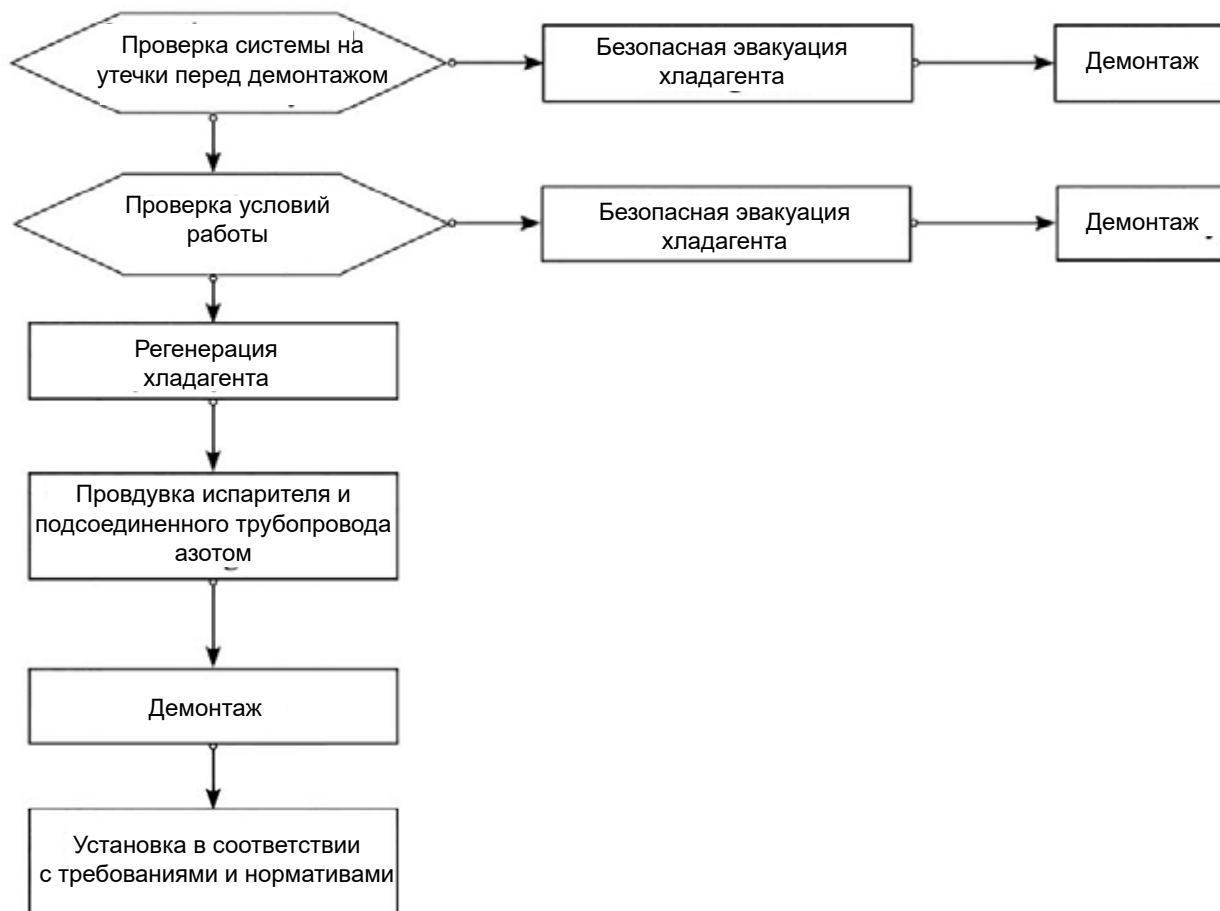 Проверка системы на
утечки перед демонтажом
Безопасная эвакуация
хладагента
Демонтаж
Проверка условий
работы
Безопасная эвакуация
хладагента
Демонтаж
Регенерация
хладагента
Провдувка испарителя и
подсоединенного трубопровода
азотом
Демонтаж
Установка в соответствии
с требованиями и нормативами